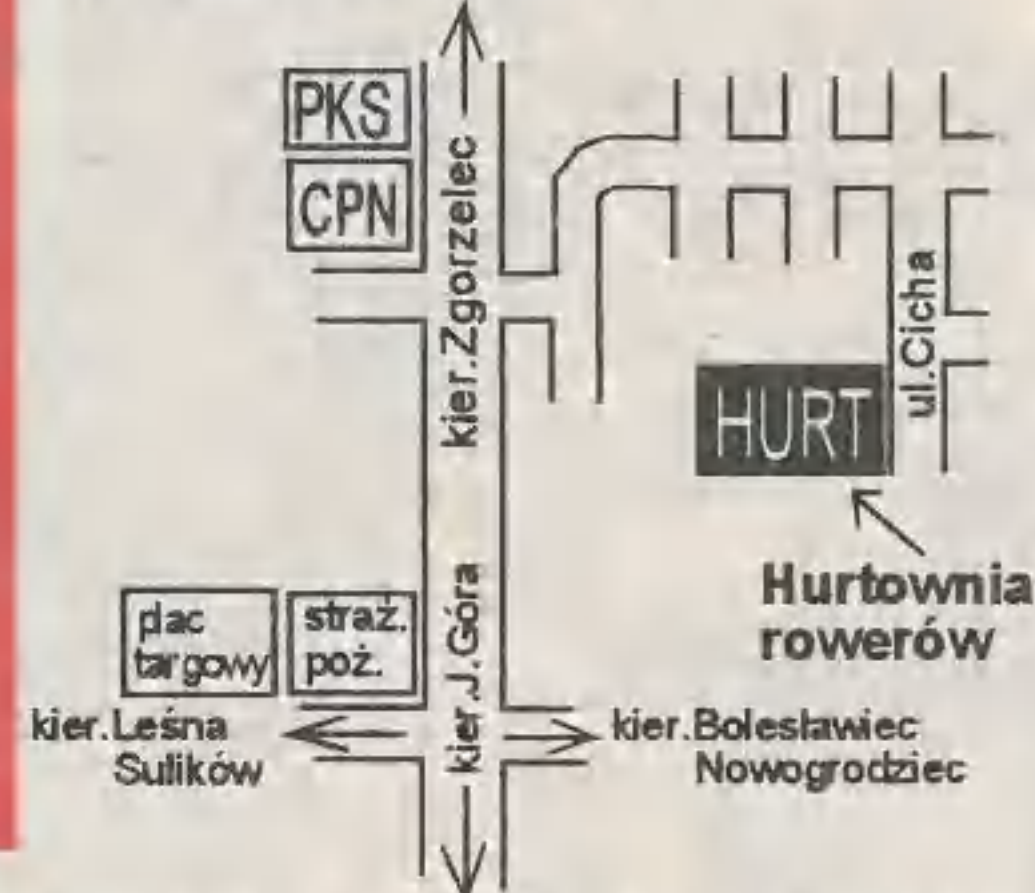 PKS
CPN
kier.Zgorzelec
ul.Cicha
HURT
Hurtownia
rowerów
plac
targowy
straż.
poż.
kier.J.Góra
kier.Leśna
Sulików
kier.Bolesławiec
Nowogrodziec